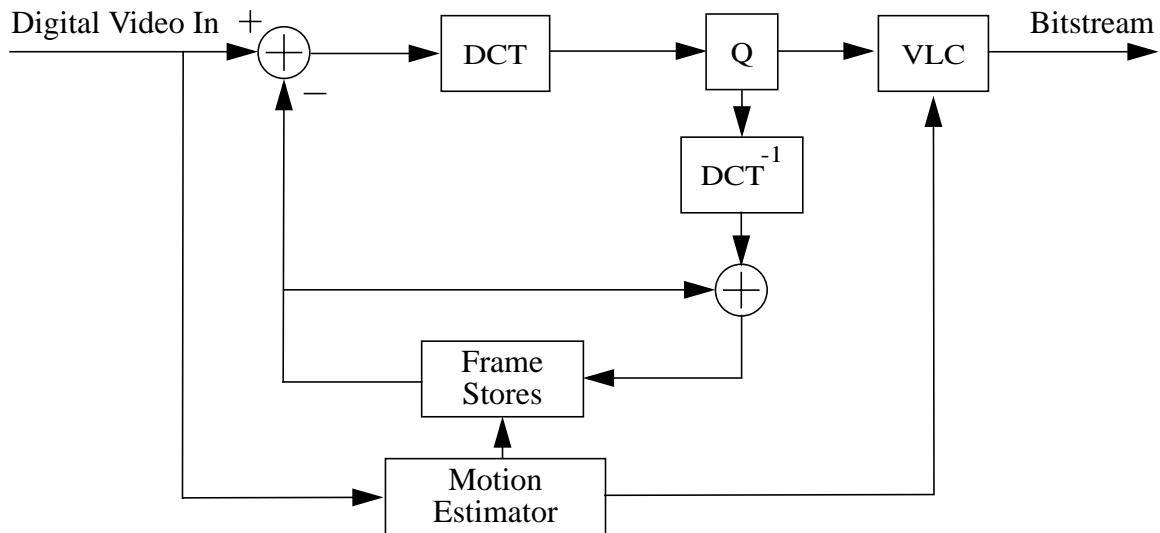 Digital Video In
+
−
DCT
Q
VLC
Bitstream
DCT-1
Frame
Stores
Motion
Estimator